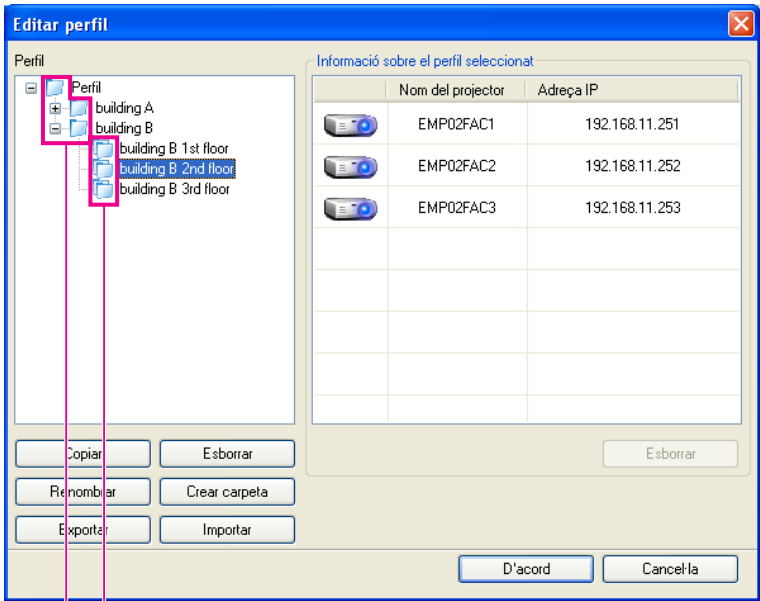 Editar perfil
Perfil
Perfil
building A
building B
building B 1st floor
building B 2nd floor
building B 3rd floor
Informació sobre el perfil seleccionat
Nom del projector Adreça IP
EMP02FAC1 192.168.11.251
EMP02FAC2 192.168.11.252
EMP02FAC3 192.168.11.253
Copiar Esborrar Esborrar
Renombrar Crear carpeta
Exportar Importar
D'acord Cancel·la